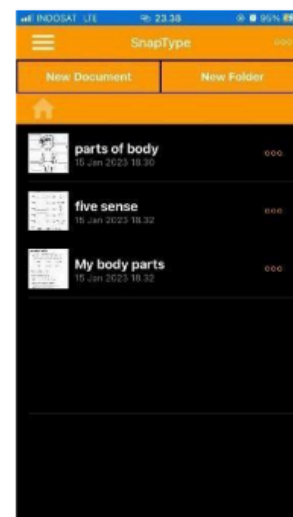 INDOSAT LTE 23.38 95%
SnapType
New Document New Folder
parts of body
15 Jan 2023 18.30
five sense
15 Jan 2023 18.32
My body parts
15 Jan 2023 18.32